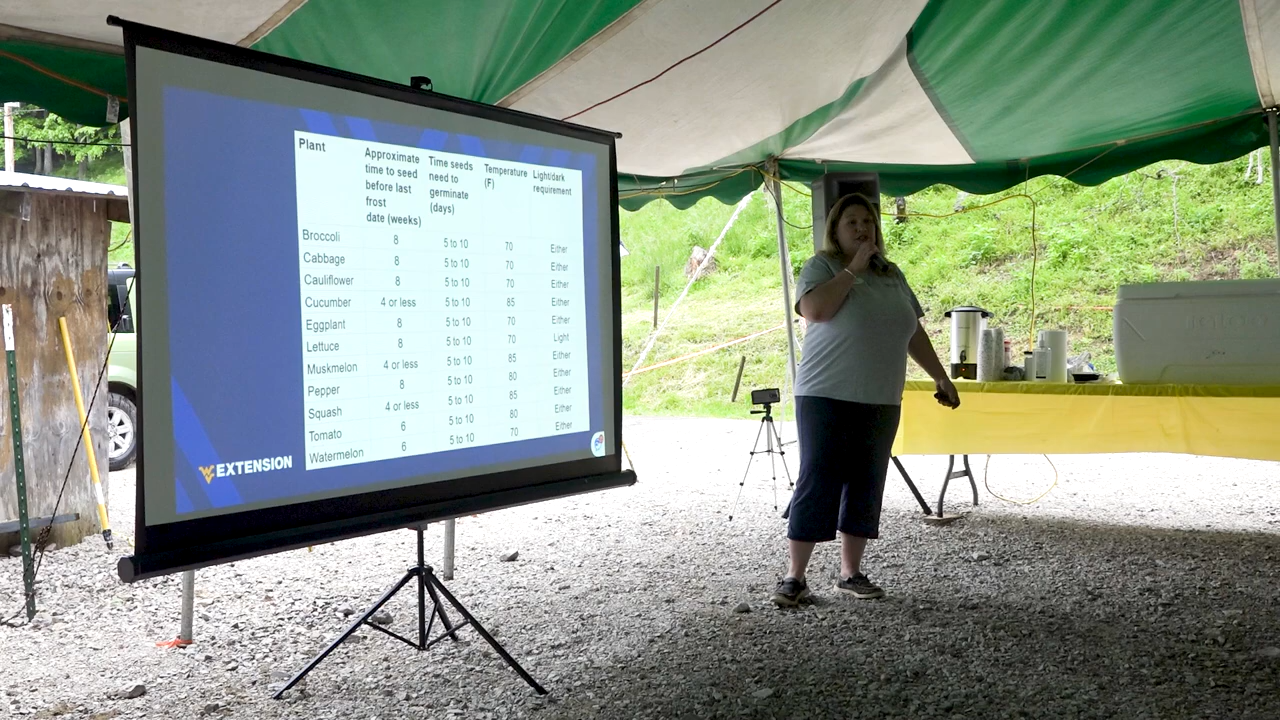 Plant Approximate time to seed before last frost date (weeks) Time seeds need to germinate (days) Temperature (F) Light/dark requirement
Broccoli 8 5 to 10 70 Either
Cabbage 8 5 to 10 70 Either
Cauliflower 8 5 to 10 70 Either
Cucumber 4 or less 5 to 10 85 Either
Eggplant 8 5 to 10 70 Either
Lettuce 8 5 to 10 70 Light
Muskmelon 4 or less 5 to 10 85 Either
Pepper 8 5 to 10 80 Either
Squash 4 or less 5 to 10 85 Either
Tomato 6 5 to 10 80 Either
Watermelon 6 5 to 10 70 Either
WV EXTENSION